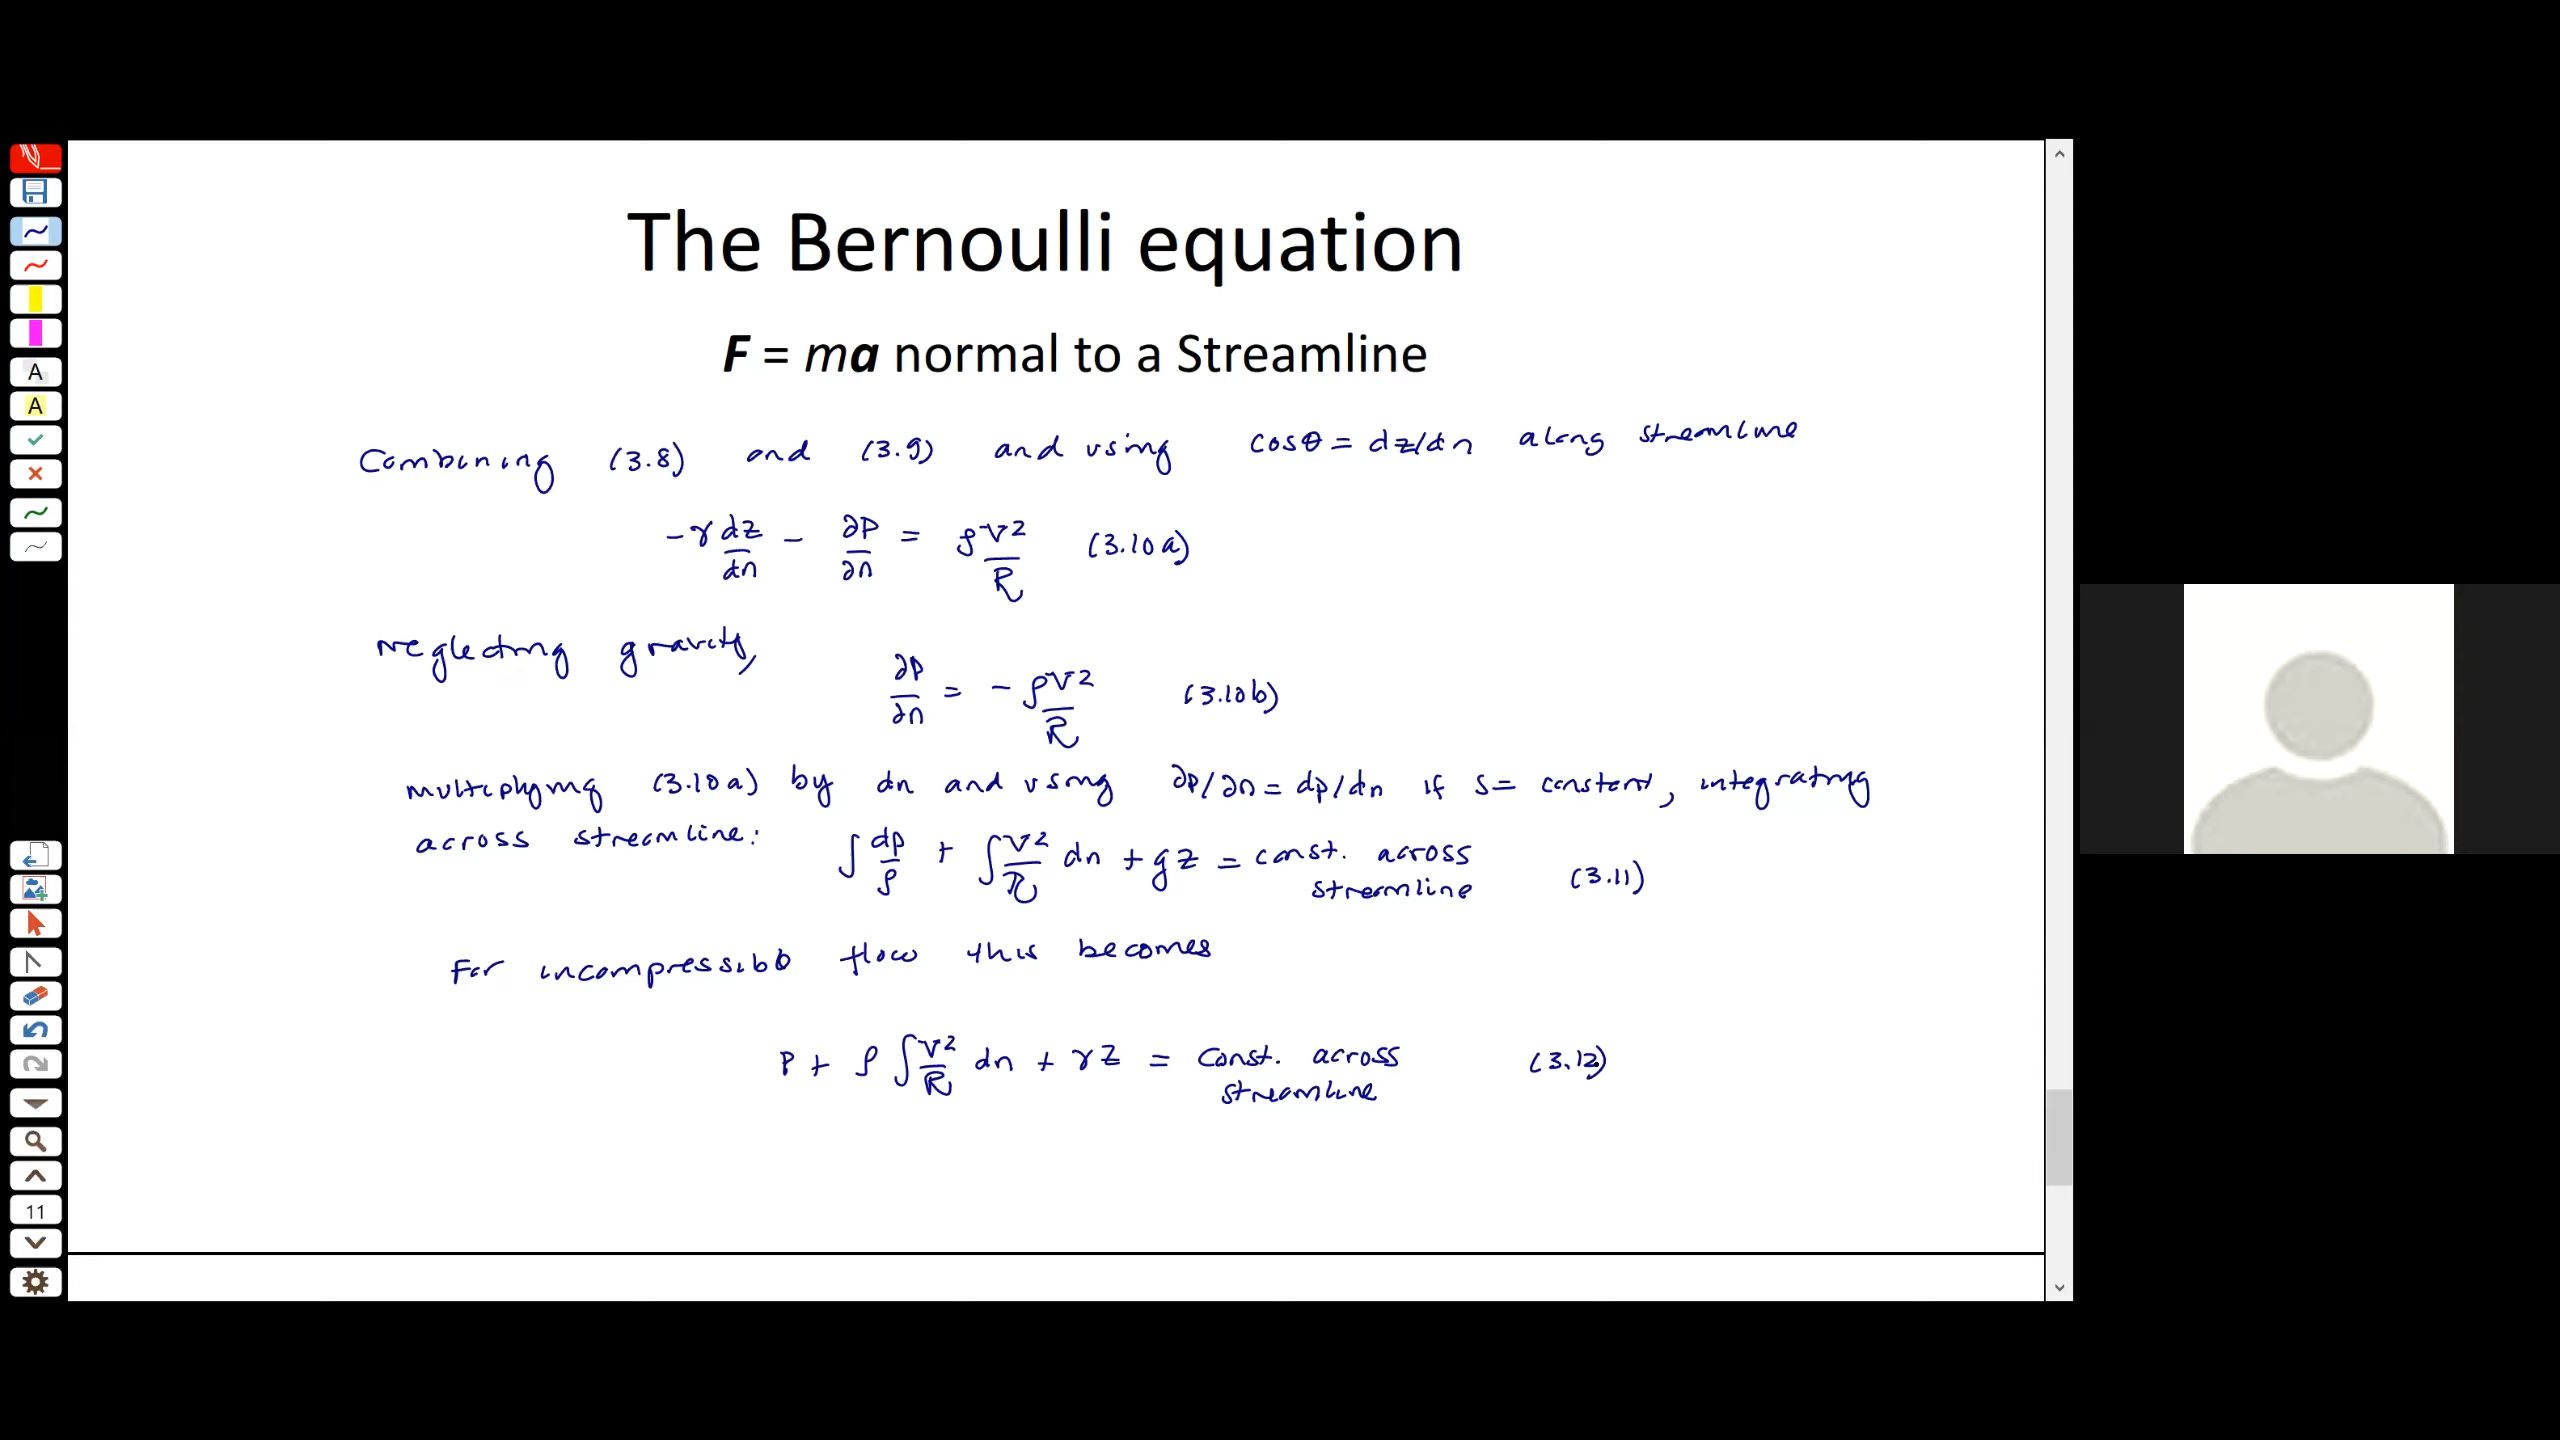 The Bernoulli equation
F = ma normal to a Streamline
Combining (3.8) and (3.9) and using cosθ = dz/dn along streamline
-γ dz/dn - ∂P/∂n = ρV²/R (3.10a)
Neglecting gravity,
∂P/∂n = - ρV²/R (3.10b)
Multiplying (3.10a) by dn and using ∂p/∂n = dp/dn if s = constant, integrating
across streamline: ∫ dp/ρ + ∫ V²/R dn + gz = const. across
streamline (3.11)
For incompressible flow this becomes
P + ρ ∫ V²/R dn + γZ = Const. across
streamline (3.12)
A
A
11